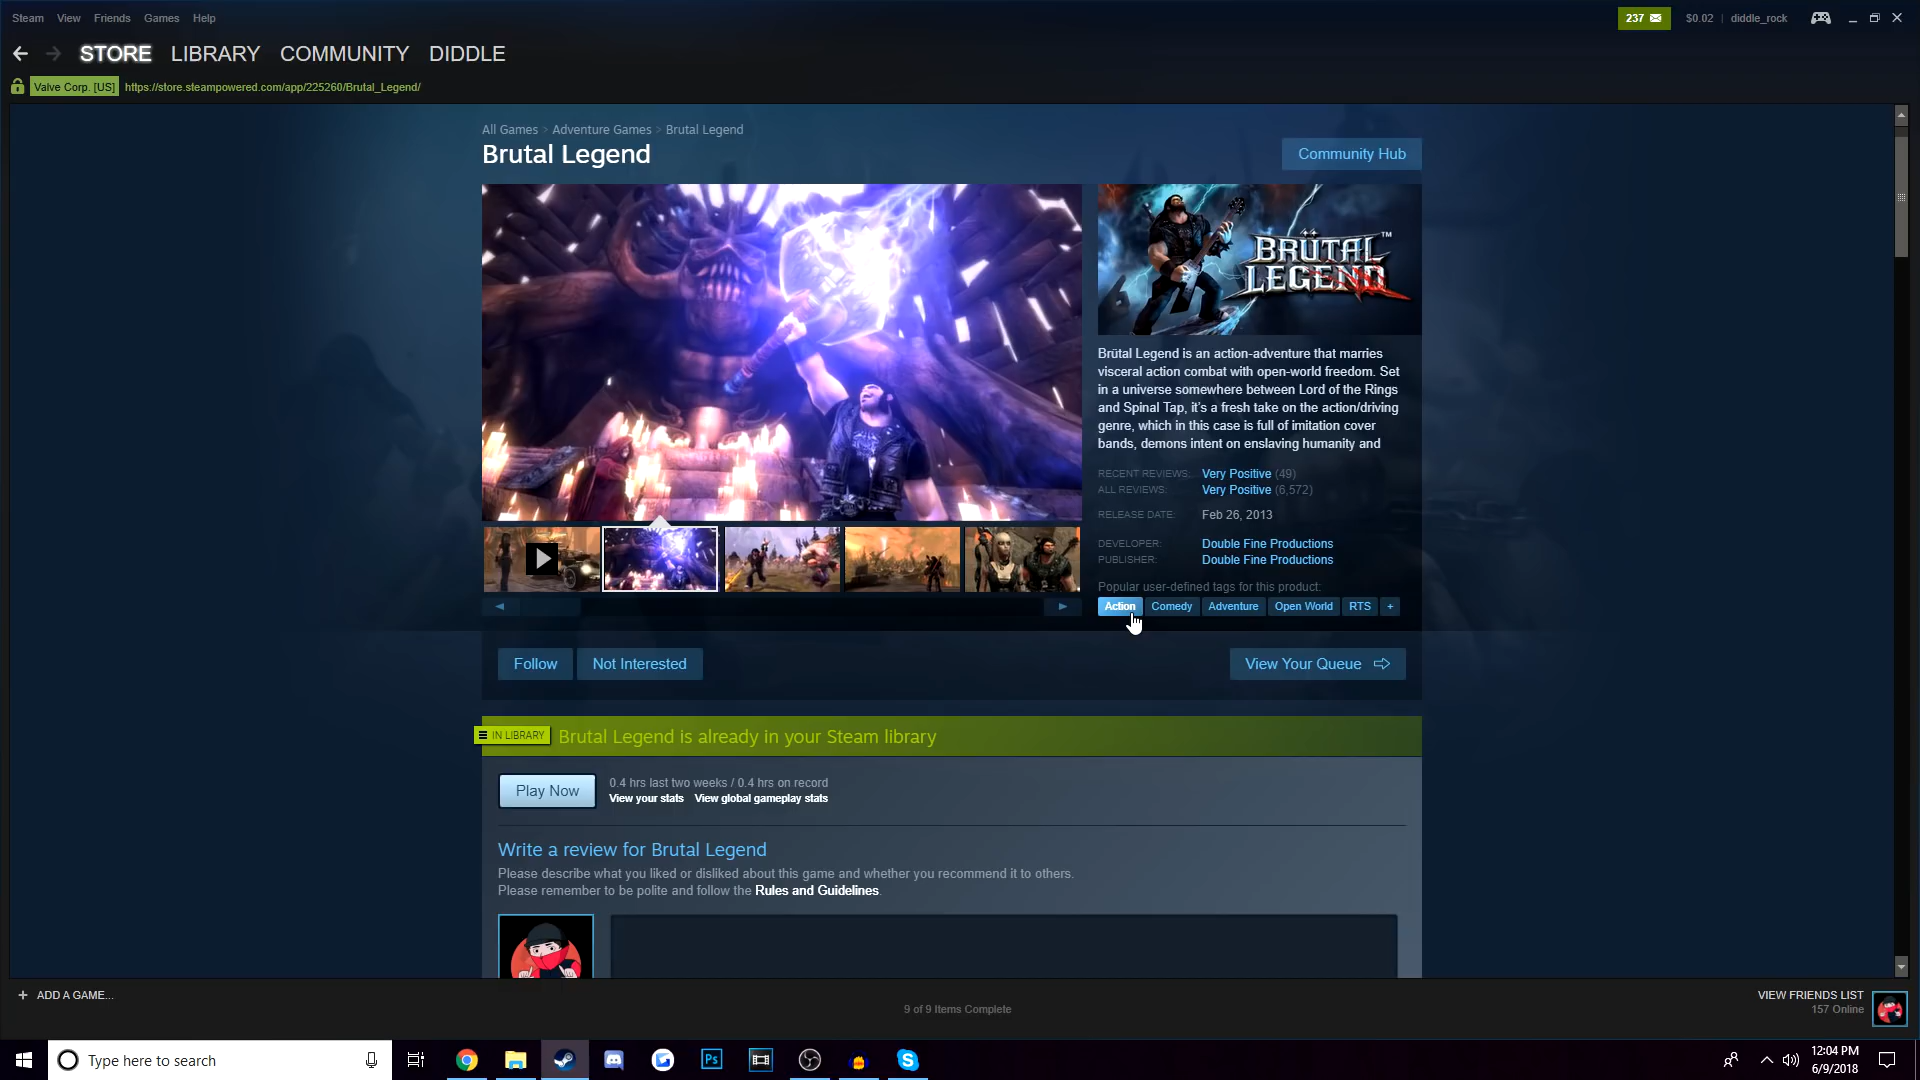 Steam View Friends Games Help
237 $0.02 diddle_rock
STORE LIBRARY COMMUNITY DIDDLE
Valve Corp. [US] https://store.steampowered.com/app/225260/Brutal_Legend/
All Games > Adventure Games > Brutal Legend
Brutal Legend
Community Hub
BRÜTAL™
LEGEND
Brütal Legend is an action-adventure that marries
visceral action combat with open-world freedom. Set
in a universe somewhere between Lord of the Rings
and Spinal Tap, it's a fresh take on the action/driving
genre, which in this case is full of imitation cover
bands, demons intent on enslaving humanity and
RECENT REVIEWS: Very Positive (49)
ALL REVIEWS: Very Positive (6,572)
RELEASE DATE: Feb 26, 2013
DEVELOPER: Double Fine Productions
PUBLISHER: Double Fine Productions
Popular user-defined tags for this product:
Action Comedy Adventure Open World RTS +
Follow Not Interested View Your Queue
IN LIBRARY Brutal Legend is already in your Steam library
Play Now
0.4 hrs last two weeks / 0.4 hrs on record
View your stats View global gameplay stats
Write a review for Brutal Legend
Please describe what you liked or disliked about this game and whether you recommend it to others.
Please remember to be polite and follow the Rules and Guidelines.
+ ADD A GAME...
9 of 9 Items Complete
VIEW FRIENDS LIST
157 Online
Type here to search
Ps
12:04 PM
6/9/2018